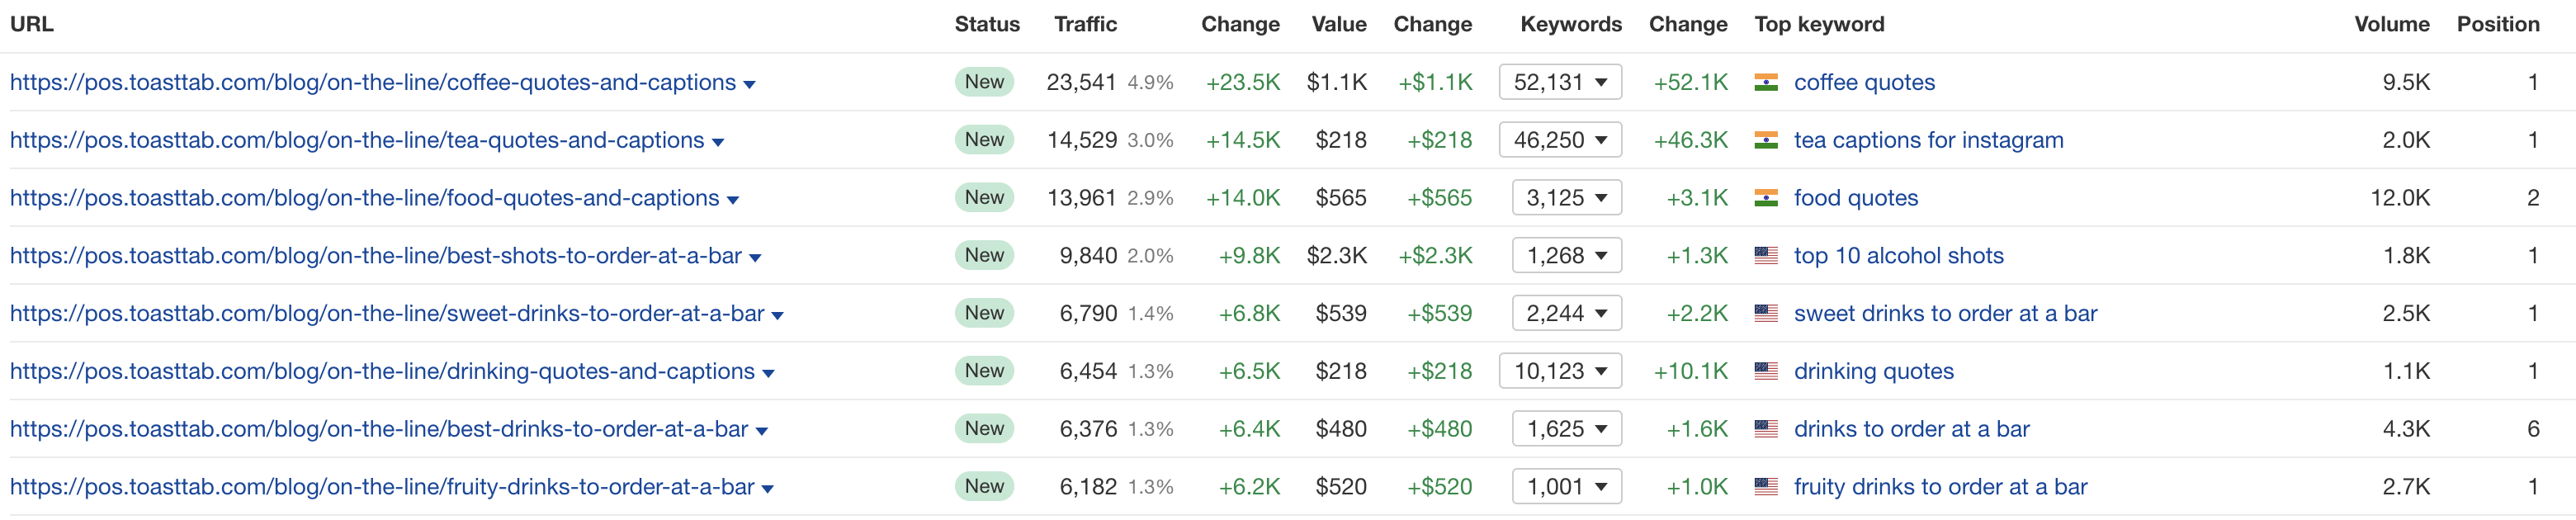 URL Status Traffic Change Value Change Keywords Change Top keyword Volume Position
https://pos.toasttab.com/blog/on-the-line/coffee-quotes-and-captions New 23,541 4.9% +23.5K $1.1K +$1.1K 52,131 +52.1K coffee quotes 9.5K 1
https://pos.toasttab.com/blog/on-the-line/tea-quotes-and-captions New 14,529 3.0% +14.5K $218 +$218 46,250 +46.3K tea captions for instagram 2.0K 1
https://pos.toasttab.com/blog/on-the-line/food-quotes-and-captions New 13,961 2.9% +14.0K $565 +$565 3,125 +3.1K food quotes 12.0K 2
https://pos.toasttab.com/blog/on-the-line/best-shots-to-order-at-a-bar New 9,840 2.0% +9.8K $2.3K +$2.3K 1,268 +1.3K top 10 alcohol shots 1.8K 1
https://pos.toasttab.com/blog/on-the-line/sweet-drinks-to-order-at-a-bar New 6,790 1.4% +6.8K $539 +$539 2,244 +2.2K sweet drinks to order at a bar 2.5K 1
https://pos.toasttab.com/blog/on-the-line/drinking-quotes-and-captions New 6,454 1.3% +6.5K $218 +$218 10,123 +10.1K drinking quotes 1.1K 1
https://pos.toasttab.com/blog/on-the-line/best-drinks-to-order-at-a-bar New 6,376 1.3% +6.4K $480 +$480 1,625 +1.6K drinks to order at a bar 4.3K 6
https://pos.toasttab.com/blog/on-the-line/fruity-drinks-to-order-at-a-bar New 6,182 1.3% +6.2K $520 +$520 1,001 +1.0K fruity drinks to order at a bar 2.7K 1